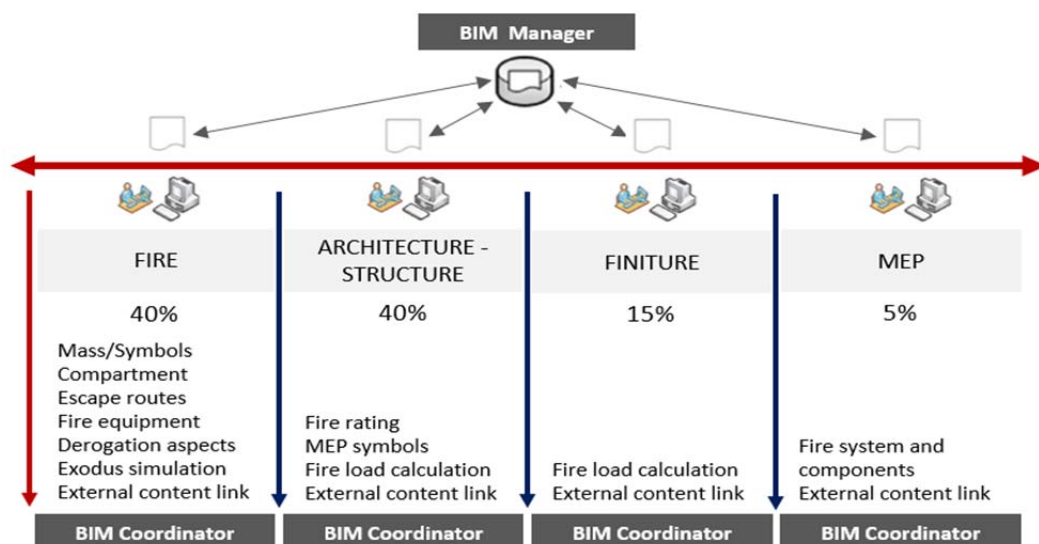 BIM Manager
FIRE
ARCHITECTURE -
STRUCTURE
FINITURE
MEP
40%
40%
15%
5%
Mass/Symbols
Compartment
Escape routes
Fire equipment
Derogation aspects
Exodus simulation
External content link
Fire rating
MEP symbols
Fire load calculation
External content link
Fire load calculation
External content link
Fire system and
components
External content link
BIM Coordinator
BIM Coordinator
BIM Coordinator
BIM Coordinator